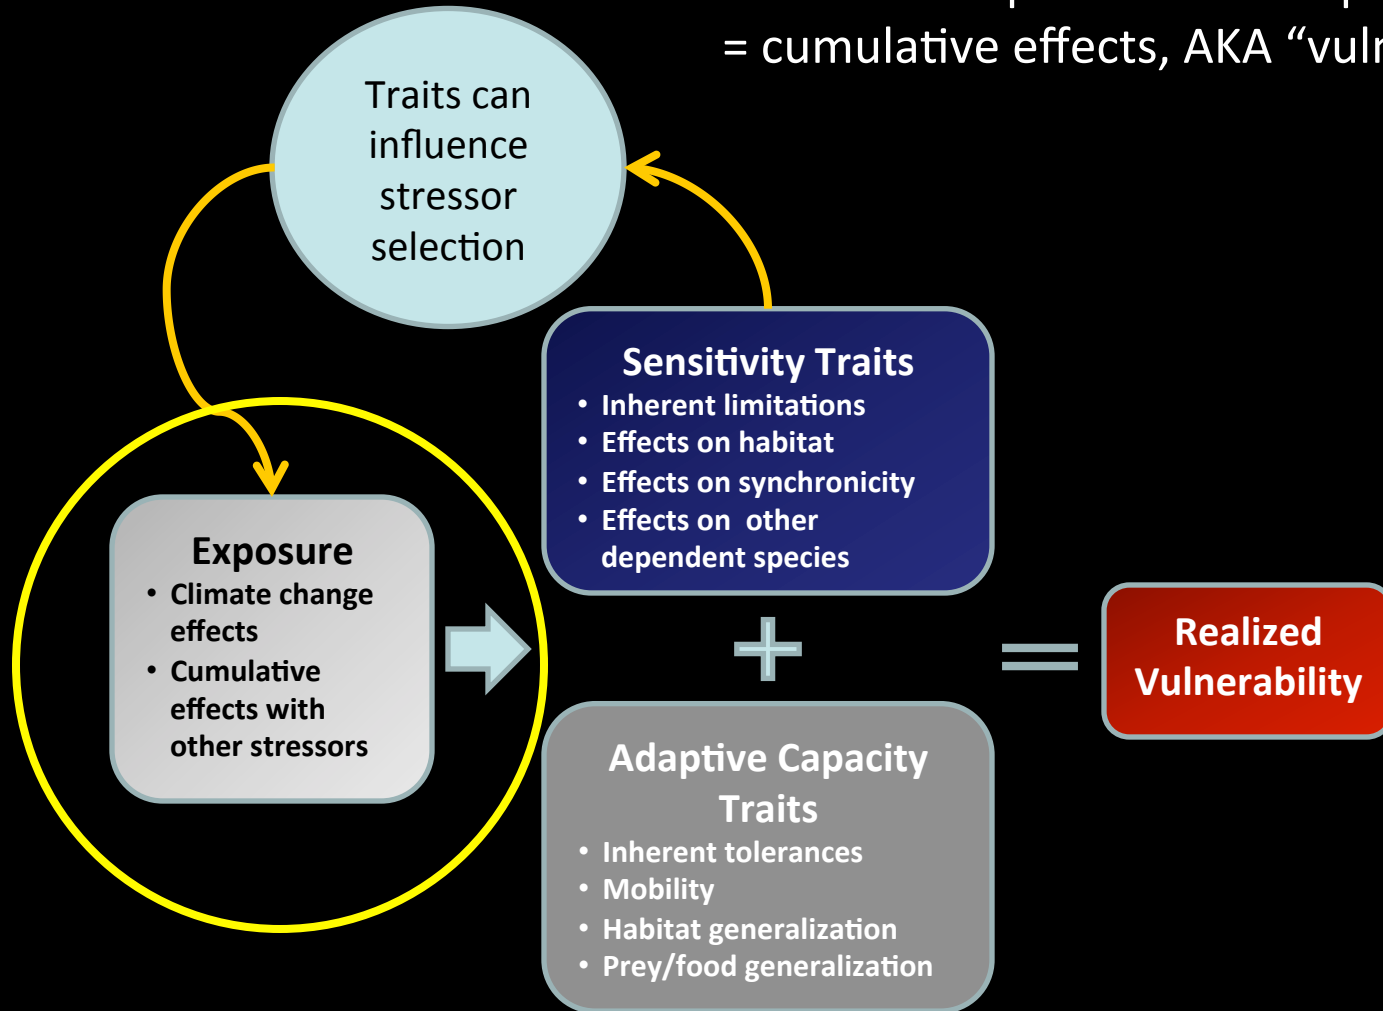 = cumulative effects, AKA “vuln
Traits can
influence
stressor
selection
Sensitivity Traits
• Inherent limitations
• Effects on habitat
• Effects on synchronicity
• Effects on other
dependent species
Exposure
• Climate change
effects
• Cumulative
effects with
other stressors
Realized
Vulnerability
Adaptive Capacity
Traits
• Inherent tolerances
• Mobility
• Habitat generalization
• Prey/food generalization